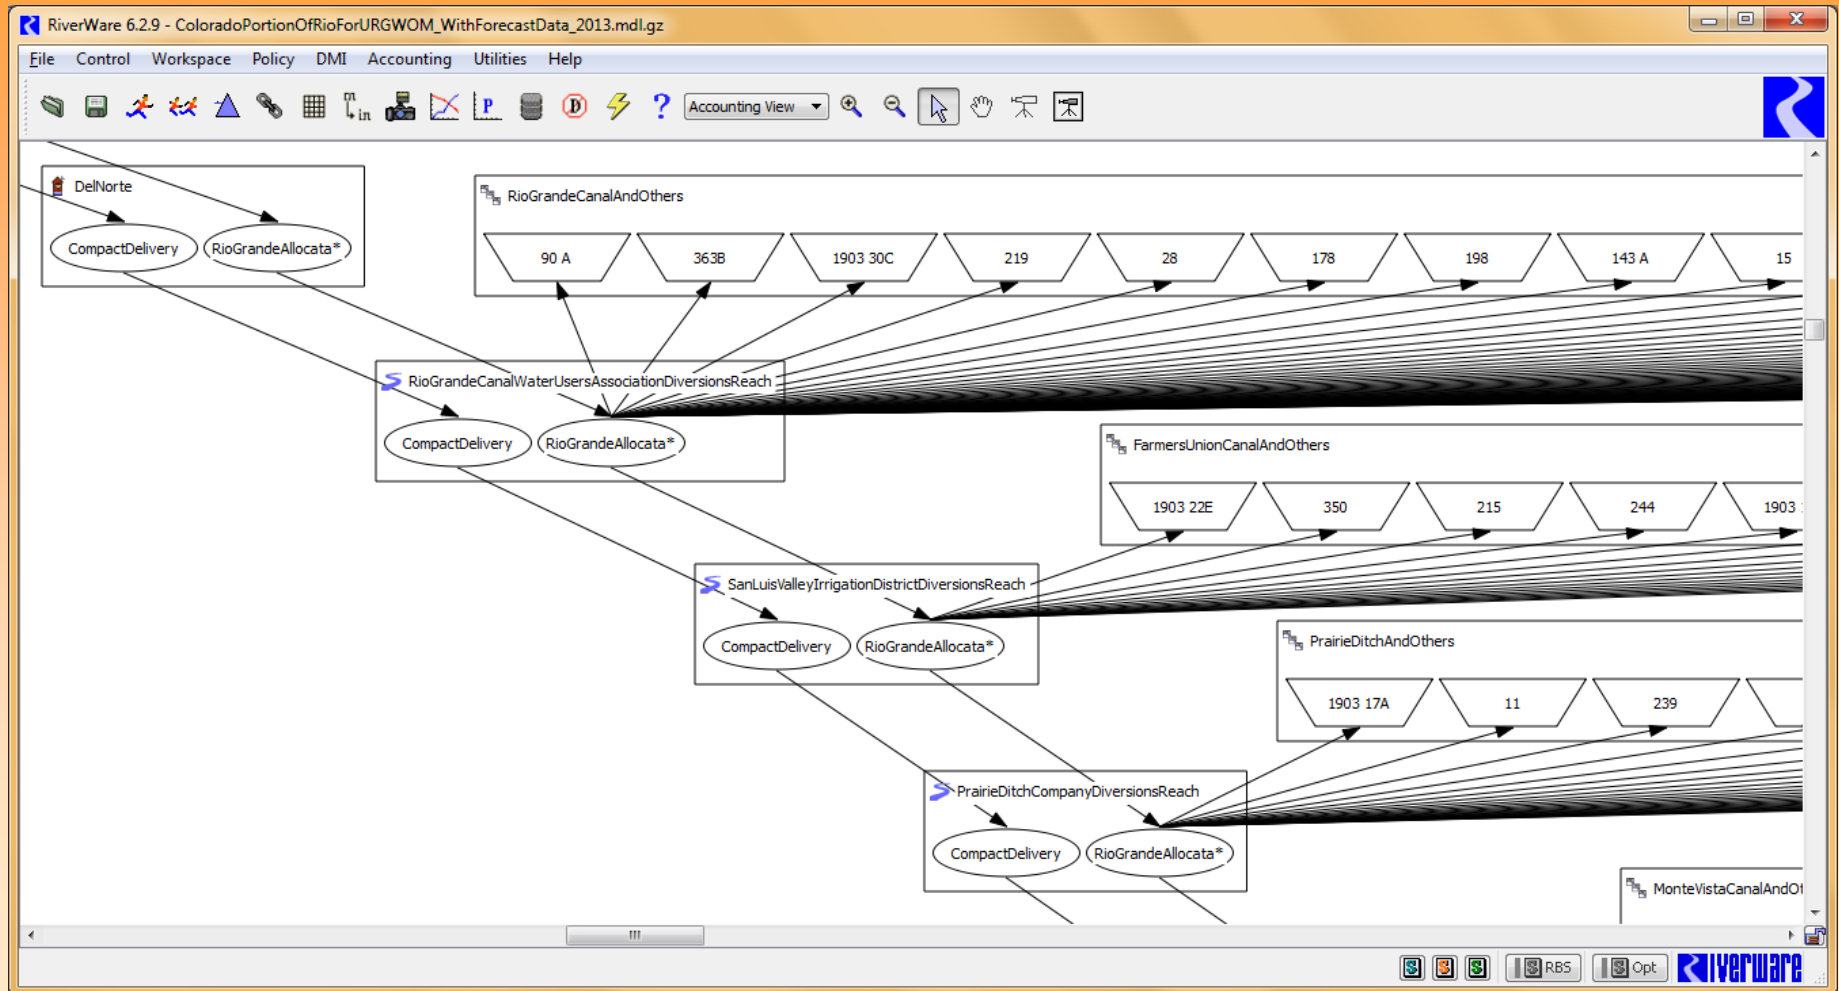 RiverWare 6.2.9 - ColoradoPortionOfRioForURGWOM_WithForecastData_2013.mdl.gz
File Control Workspace Policy DMI Accounting Utilities Help
Accounting View
DelNorte
CompactDelivery RioGrandeAllocata*
RioGrandeCanalAndOthers
90 A 363B 1903 30C 219 28 178 198 143 A 15
RioGrandeCanalWaterUsersAssociationDiversionsReach
CompactDelivery RioGrandeAllocata*
FarmersUnionCanalAndOthers
1903 22E 350 215 244 1903
SanLuisValleyIrrigationDistrictDiversionsReach
CompactDelivery RioGrandeAllocata*
PrairieDitchAndOthers
1903 17A 11 239
PrairieDitchCompanyDiversionsReach
CompactDelivery RioGrandeAllocata*
MonteVistaCanalAndOt
RBS Opt Riverware